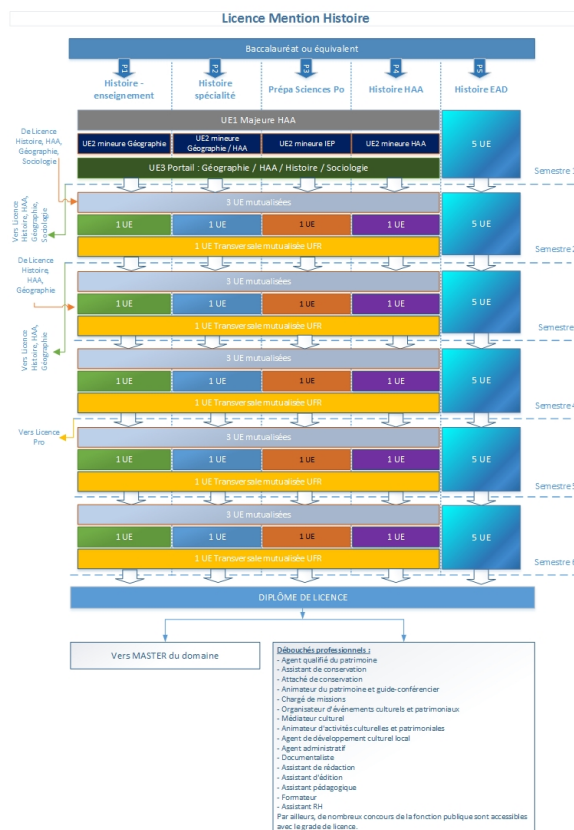 Licence Mention Histoire
Baccalauréat ou équivalent
P1
P2
P3
P4
P5
Histoire - enseignement
Histoire spécialité
Prépa Sciences Po
Histoire HAA
Histoire EAD
UE1 Majeure HAA
UE2 mineure Géographie
UE2 mineure Géographie / HAA
UE2 mineure IEP
UE2 mineure HAA
UE3 Portail : Géographie / HAA / Histoire / Sociologie
5 UE
Semestre 1
De Licence Histoire, HAA, Géographie, Sociologie
Vers Licence Histoire, HAA, Géographie, Sociologie
3 UE mutualisées
1 UE
1 UE
1 UE
1 UE
1 UE Transversale mutualisée UFR
5 UE
Semestre 2
De Licence Histoire, HAA, Géographie
3 UE mutualisées
1 UE
1 UE
1 UE
1 UE
1 UE Transversale mutualisée UFR
5 UE
Semestre
Vers Licence Histoire, HAA, Géographie
3 UE mutualisées
1 UE
1 UE
1 UE
1 UE
1 UE Transversale mutualisée UFR
5 UE
Semestre 4
Vers Licence Pro
3 UE mutualisées
1 UE
1 UE
1 UE
1 UE
1 UE Transversale mutualisée UFR
5 UE
Semestre 5
3 UE mutualisées
1 UE
1 UE
1 UE
1 UE
1 UE Transversale mutualisée UFR
5 UE
Semestre 6
DIPLÔME DE LICENCE
Vers MASTER du domaine
Débouchés professionnels :
- Agent qualifié du patrimoine
- Assistant de conservation
- Attaché de conservation
- Animateur du patrimoine et guide-conférencier
- Chargé de missions
- Organisateur d'événements culturels et patrimoniaux
- Médiateur culturel
- Animateur d'activités culturelles et patrimoniales
- Agent de développement culturel local
- Agent administratif
- Documentaliste
- Assistant de rédaction
- Assistant d'édition
- Assistant pédagogique
- Formateur
- Assistant RH
Par ailleurs, de nombreux concours de la fonction publique sont accessibles
avec le grade de licence.